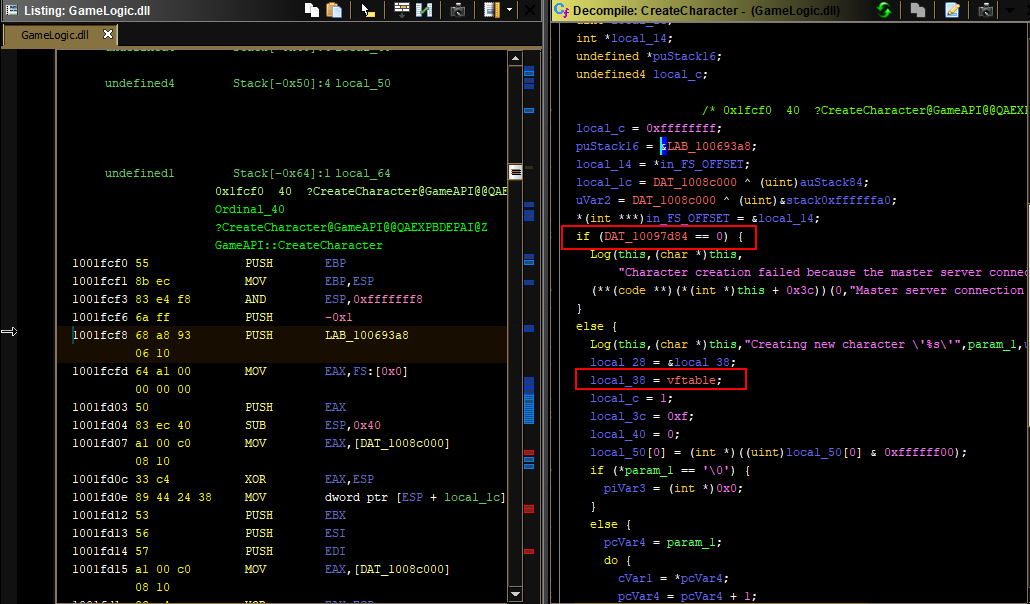 Listing: GameLogic.dll
GameLogic.dll
undefined4 Stack[-0x50]:4 local_50
undefined1 Stack[-0x64]:1 local_64
0x1fcf0 40 ?CreateCharacter@GameAPI@@QAE
Ordinal_40
?CreateCharacter@GameAPI@@QAEXPBDEPAI@Z
GameAPI::CreateCharacter
1001fcf0 55 PUSH EBP
1001fcf1 8b ec MOV EBP,ESP
1001fcf3 83 e4 f8 AND ESP,0xfffffff8
1001fcf6 6a ff PUSH -0x1
1001fcf8 68 a8 93 PUSH LAB_100693a8
06 10
1001fcfd 64 a1 00 MOV EAX,FS:[0x0]
00 00 00
1001fd03 50 PUSH EAX
1001fd04 83 ec 40 SUB ESP,0x40
1001fd07 a1 00 c0 MOV EAX,[DAT_1008c000]
08 10
1001fd0c 33 c4 XOR EAX,ESP
1001fd0e 89 44 24 38 MOV dword ptr [ESP + local_1c]
1001fd12 53 PUSH EBX
1001fd13 56 PUSH ESI
1001fd14 57 PUSH EDI
1001fd15 a1 00 c0 MOV EAX,[DAT_1008c000]
08 10
Decompile: CreateCharacter - (GameLogic.dll)
int *local_14;
undefined *puStack16;
undefined4 local_c;
/* 0x1fcf0 40 ?CreateCharacter@GameAPI@@QAEX
local_c = 0xffffffff;
puStack16 = &LAB_100693a8;
local_14 = *in_FS_OFFSET;
local_1c = DAT_1008c000 ^ (uint)auStack84;
uVar2 = DAT_1008c000 ^ (uint)&stack0xffffffa0;
*(int ***)in_FS_OFFSET = &local_14;
if (DAT_10097d84 == 0) {
Log(this,(char *)this,
"Character creation failed because the master server connec
(**(code **)(*(int *)this + 0x3c))(0,"Master server connection
}
else {
Log(this,(char *)this,"Creating new character \'%s\'",param_1,
local_28 = &local_38;
local_38 = vftable;
local_c = 1;
local_3c = 0xf;
local_40 = 0;
local_50[0] = (int *)((uint)local_50[0] & 0xffffff00);
if (*param_1 == '\0') {
piVar3 = (int *)0x0;
}
else {
pcVar4 = param_1;
do {
cVar1 = *pcVar4;
pcVar4 = pcVar4 + 1;